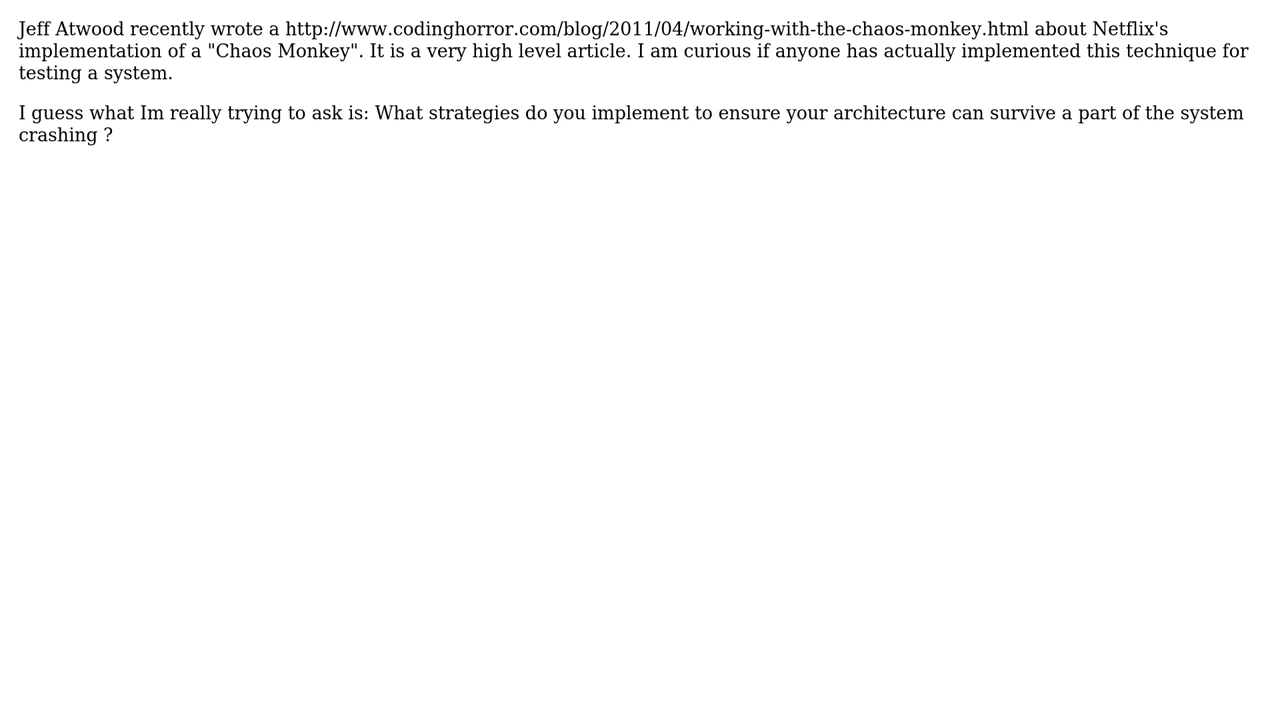 Jeff Atwood recently wrote a http://www.codinghorror.com/blog/2011/04/working-with-the-chaos-monkey.html about Netflix's
implementation of a "Chaos Monkey". It is a very high level article. I am curious if anyone has actually implemented this technique for
testing a system.
I guess what Im really trying to ask is: What strategies do you implement to ensure your architecture can survive a part of the system
crashing ?